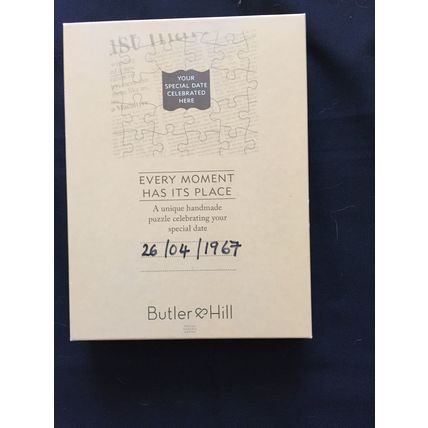 1st
YOUR
SPECIAL DATE
CELEBRATED
HERE
EVERY MOMENT
HAS ITS PLACE
A unique handmade
puzzle celebrating your
special date
26/04/1967
Butler & Hill